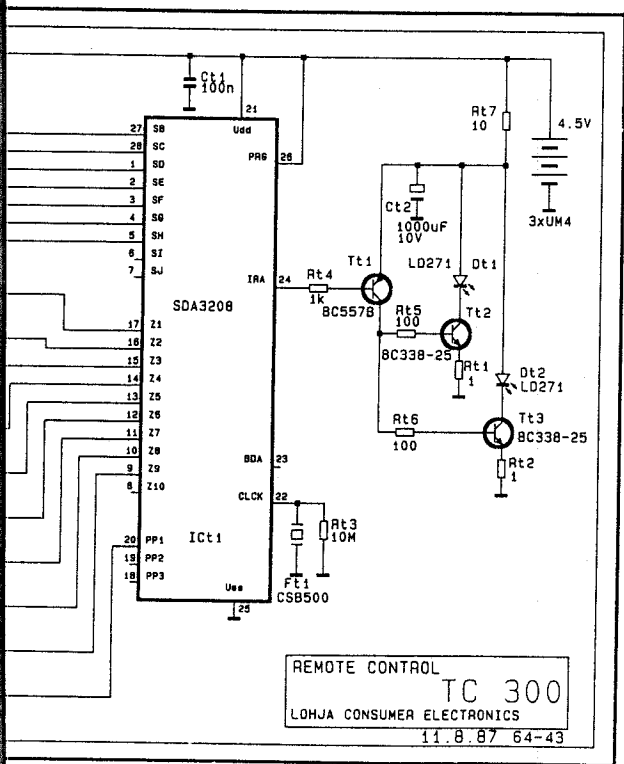 Ct1
100n
Rt7
10
4.5V
3xUM4
21
Udd
27 SB
28 SC
1 SD
2 SE
3 SF
4 SG
5 SH
6 SI
7 SJ
PRG 26
IRA 24
SDA3208
Rt4
1k
Tt1
BC557B
Ct2
1000uF
10V
LD271 Dt1
Rt5
100
Tt2
BC338-25
Rt1
1
Dt2
LD271
Tt3
BC338-25
Rt6
100
Rt2
1
17 Z1
16 Z2
15 Z3
14 Z4
13 Z5
12 Z6
11 Z7
10 Z8
9 Z9
8 Z10
BDA 23
CLCK 22
Rt3
10M
Ft1
CSB500
20 PP1
19 PP2
18 PP3
ICt1
Uss
25
REMOTE CONTROL
TC 300
LOHJA CONSUMER ELECTRONICS
11.8.87 64-43